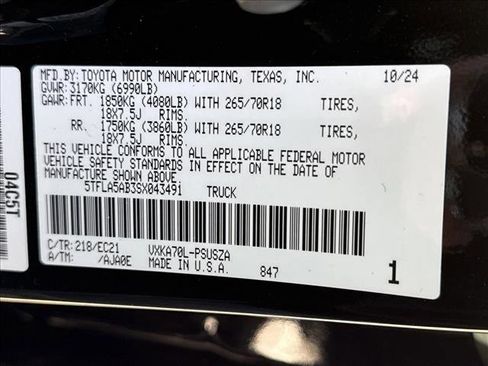 MFD.BY: TOYOTA MOTOR MANUFACTURING, TEXAS, INC. 10/24
GVWR: 3170KG (6990LB)
GAWR: FRT. 1850KG (4080LB) WITH 265/70R18 TIRES,
18X7.5J RIMS.
RR. 1750KG (3860LB) WITH 265/70R18 TIRES,
18X7.5J RIMS.
THIS VEHICLE CONFORMS TO ALL APPLICABLE FEDERAL MOTOR
VEHICLE SAFETY STANDARDS IN EFFECT ON THE DATE OF
MANUFACTURE SHOWN ABOVE.
5TFLA5AB3SX043491 TRUCK
C/TR: 218/EC21 VXKA70L-PSUSZA
A/TM: /AJA0E MADE IN U.S.A. 847 1
04C5T